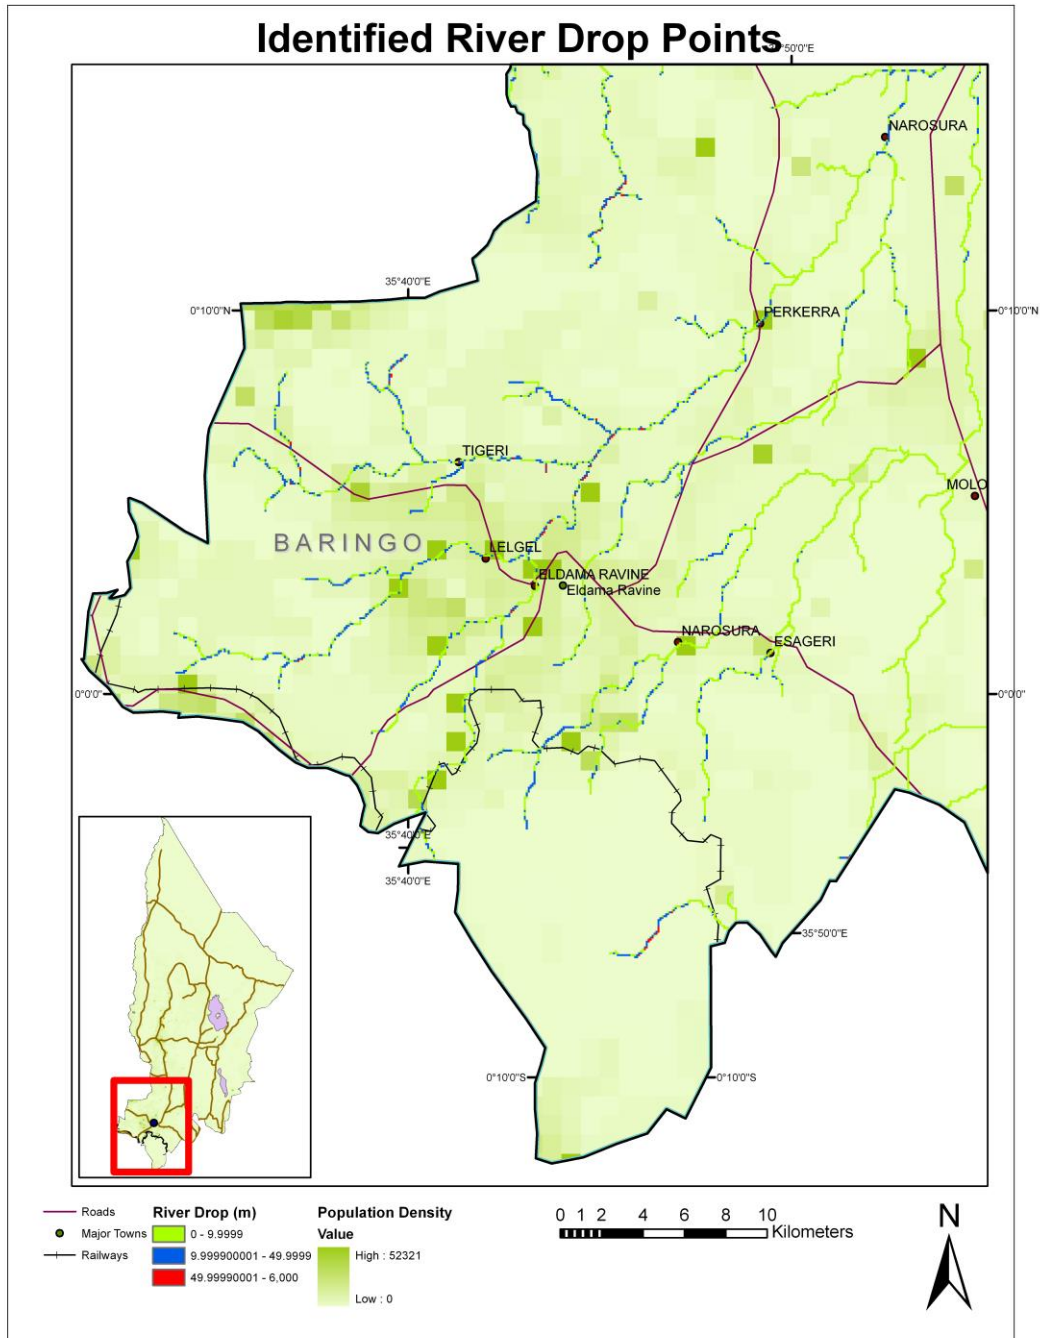 Identified River Drop Points
°50'0"E
NAROSURA
35°40'0"E
0°10'0"N
PERKERRA
0°10'0"N
TIGERI
MOLO
BARINGO
LELGEL
ELDAMA RAVINE
Eldama Ravine
NAROSURA
ESAGERI
0°0'0"
0°0'0"
35°40'0"E
35°40'0"E
35°50'0"E
0°10'0"S
0°10'0"S
Roads
Major Towns
Railways
River Drop (m)
0 - 9.9999
9.999900001 - 49.9999
49.99990001 - 6,000
Population Density
Value
High : 52321
Low : 0
0 1 2 4 6 8 10
Kilometers
N